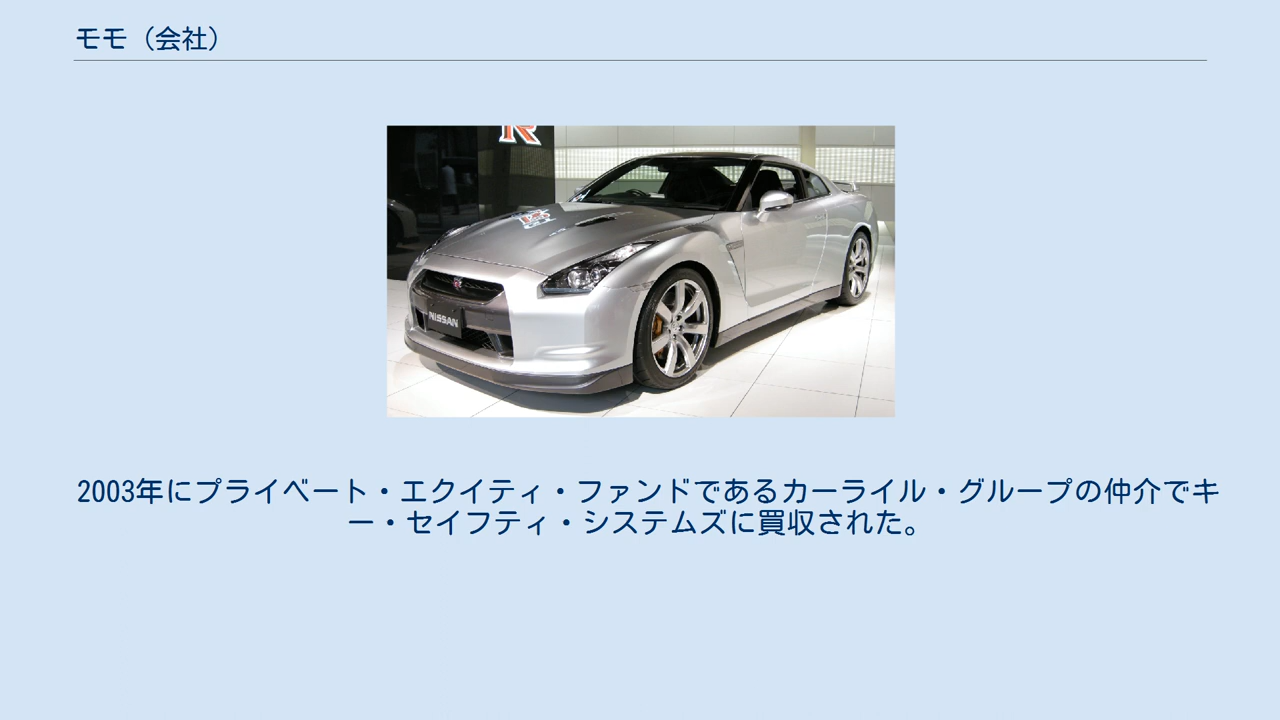 モモ（会社）
R
NISSAN
2003年にプライベート・エクイティ・ファンドであるカーライル・グループの仲介でキ
ー・セイフティ・システムズに買収された。